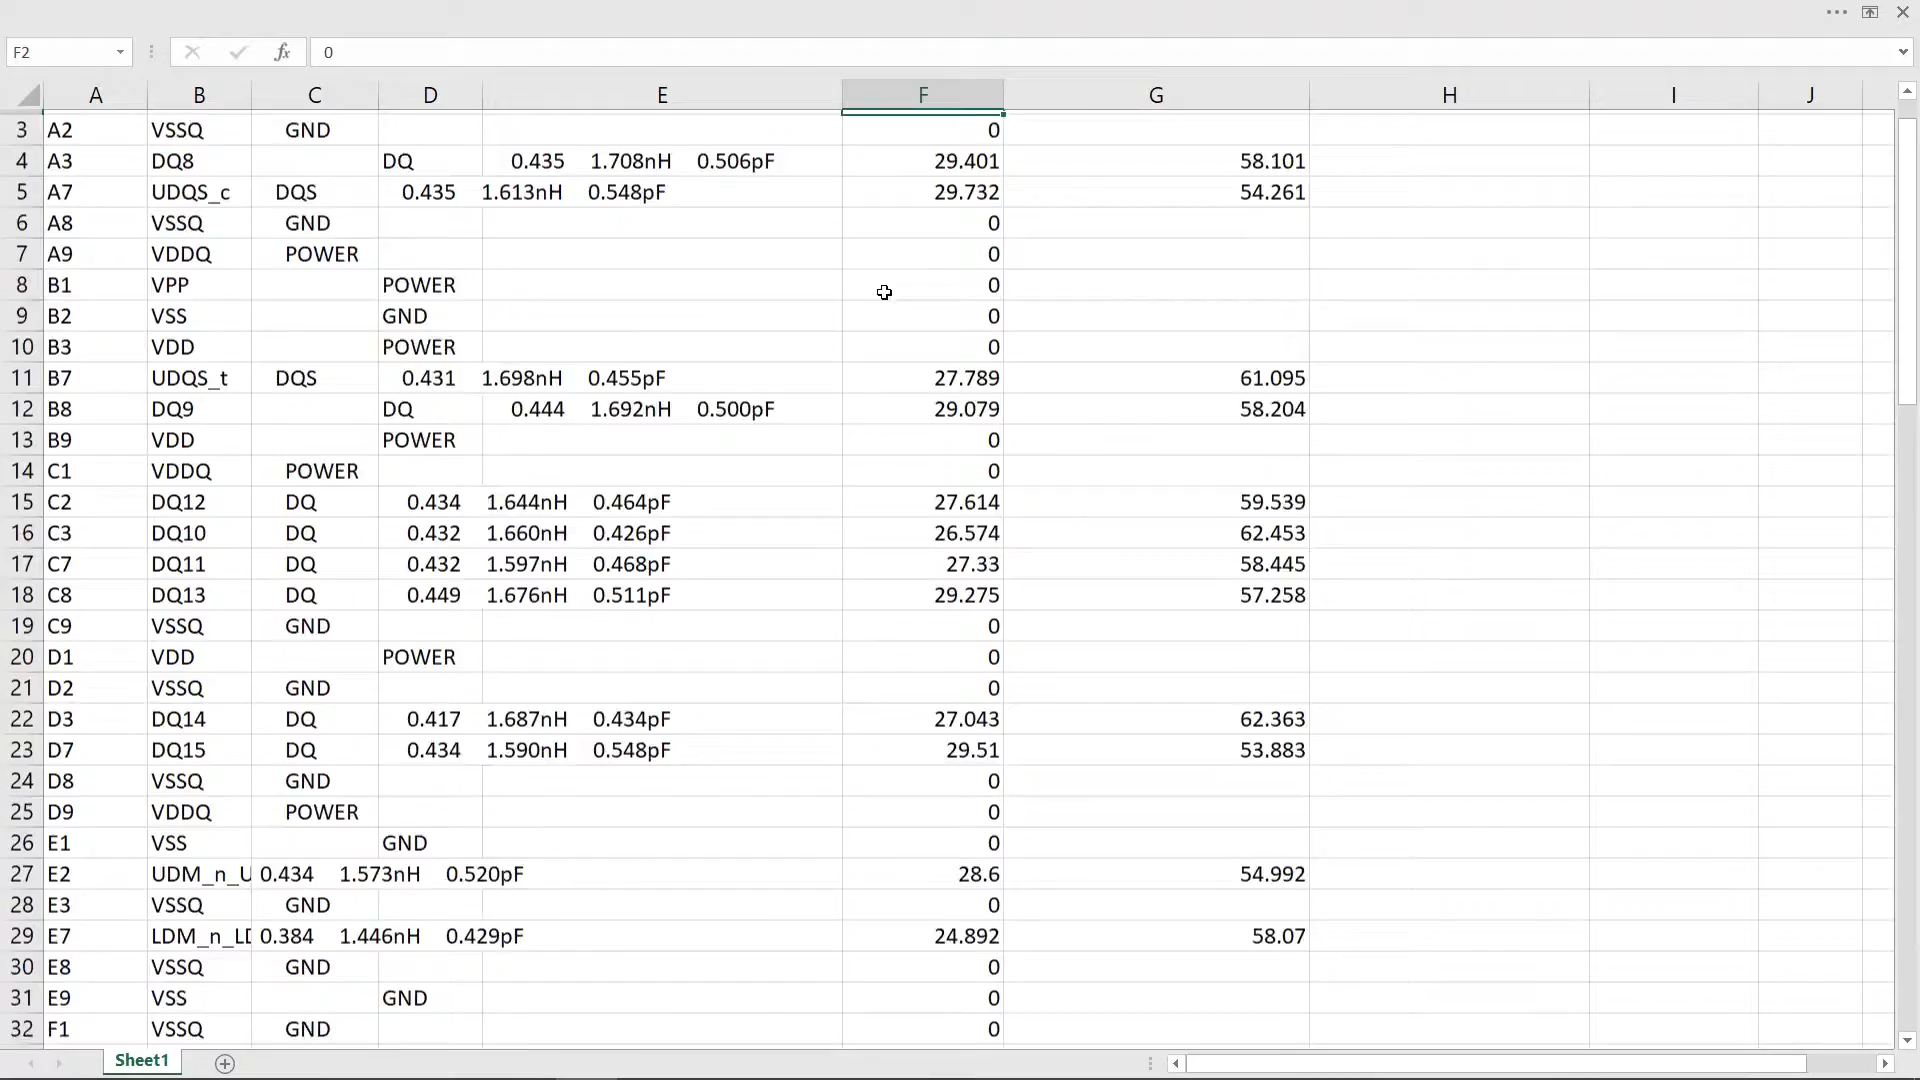 F2 fx 0
A B C D E F G H I J
3 A2 VSSQ GND 0
4 A3 DQ8 DQ 0.435 1.708nH 0.506pF 29.401 58.101
5 A7 UDQS_c DQS 0.435 1.613nH 0.548pF 29.732 54.261
6 A8 VSSQ GND 0
7 A9 VDDQ POWER 0
8 B1 VPP POWER 0
9 B2 VSS GND 0
10 B3 VDD POWER 0
11 B7 UDQS_t DQS 0.431 1.698nH 0.455pF 27.789 61.095
12 B8 DQ9 DQ 0.444 1.692nH 0.500pF 29.079 58.204
13 B9 VDD POWER 0
14 C1 VDDQ POWER 0
15 C2 DQ12 DQ 0.434 1.644nH 0.464pF 27.614 59.539
16 C3 DQ10 DQ 0.432 1.660nH 0.426pF 26.574 62.453
17 C7 DQ11 DQ 0.432 1.597nH 0.468pF 27.33 58.445
18 C8 DQ13 DQ 0.449 1.676nH 0.511pF 29.275 57.258
19 C9 VSSQ GND 0
20 D1 VDD POWER 0
21 D2 VSSQ GND 0
22 D3 DQ14 DQ 0.417 1.687nH 0.434pF 27.043 62.363
23 D7 DQ15 DQ 0.434 1.590nH 0.548pF 29.51 53.883
24 D8 VSSQ GND 0
25 D9 VDDQ POWER 0
26 E1 VSS GND 0
27 E2 UDM_n_U 0.434 1.573nH 0.520pF 28.6 54.992
28 E3 VSSQ GND 0
29 E7 LDM_n_LD 0.384 1.446nH 0.429pF 24.892 58.07
30 E8 VSSQ GND 0
31 E9 VSS GND 0
32 F1 VSSQ GND 0
Sheet1